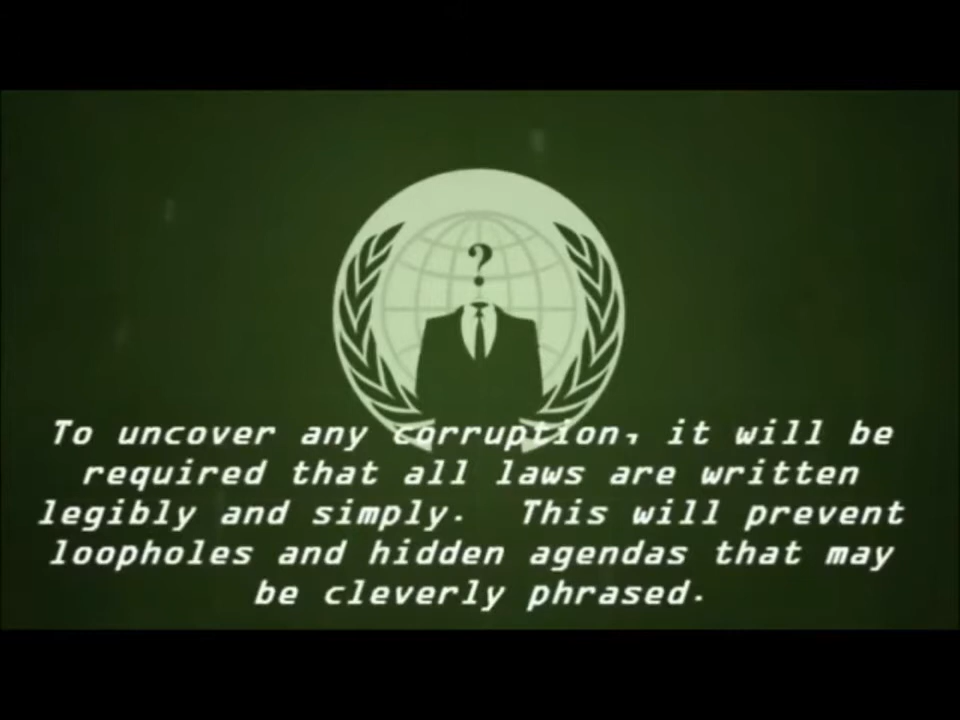 ?
To uncover any corruption, it will be
required that all laws are written
legibly and simply.  This will prevent
loopholes and hidden agendas that may
be cleverly phrased.